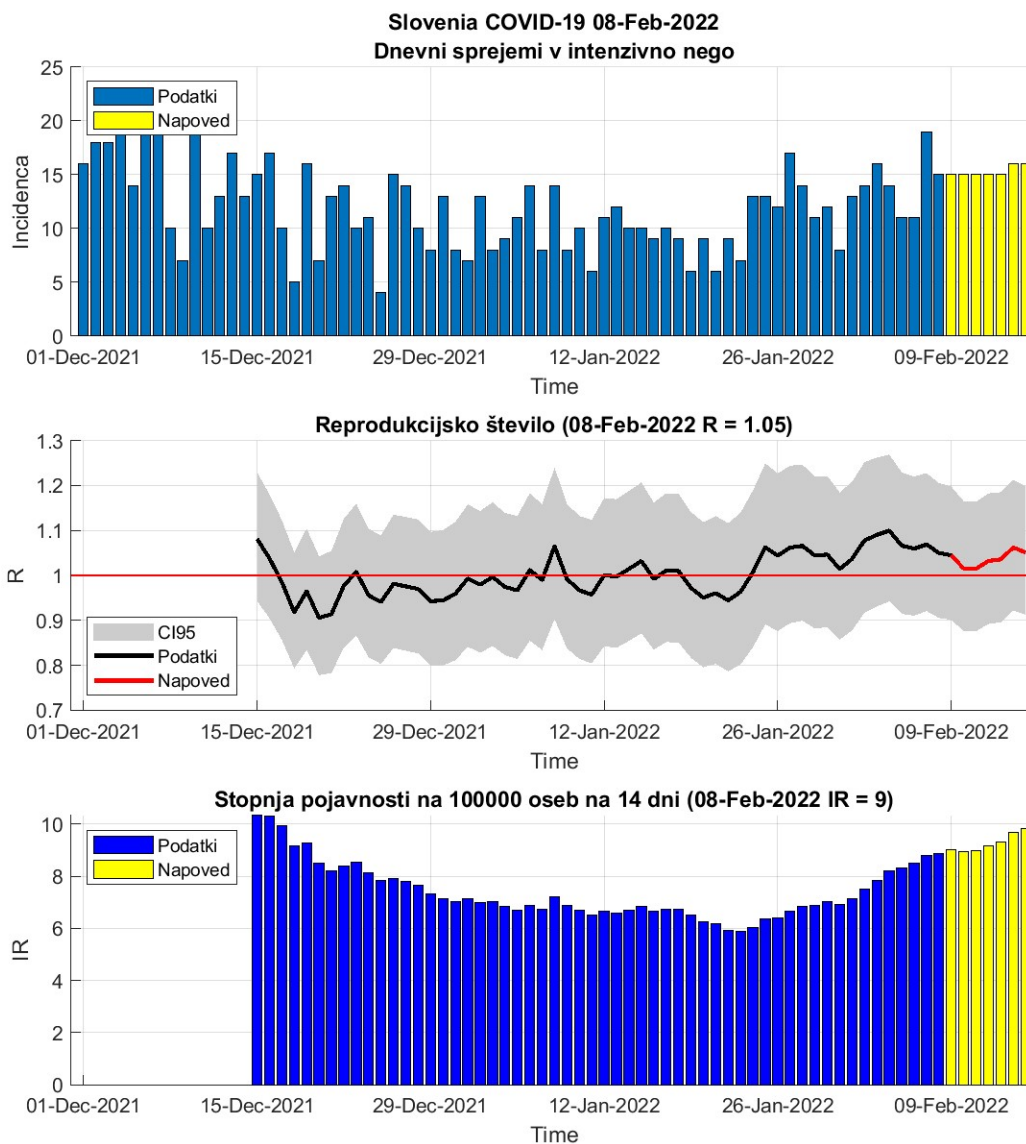 Slovenia COVID-19 08-Feb-2022
Dnevni sprejemi v intenzivno nego
25
20
15
10
5
0
Incidenca
Podatki
Napoved
01-Dec-2021 15-Dec-2021 29-Dec-2021 12-Jan-2022 26-Jan-2022 09-Feb-2022
Time
Reprodukcijsko število (08-Feb-2022 R = 1.05)
1.3
1.2
1.1
1
0.9
0.8
0.7
R
CI95
Podatki
Napoved
01-Dec-2021 15-Dec-2021 29-Dec-2021 12-Jan-2022 26-Jan-2022 09-Feb-2022
Time
Stopnja pojavnosti na 100000 oseb na 14 dni (08-Feb-2022 IR = 9)
10
8
6
4
2
0
IR
Podatki
Napoved
01-Dec-2021 15-Dec-2021 29-Dec-2021 12-Jan-2022 26-Jan-2022 09-Feb-2022
Time